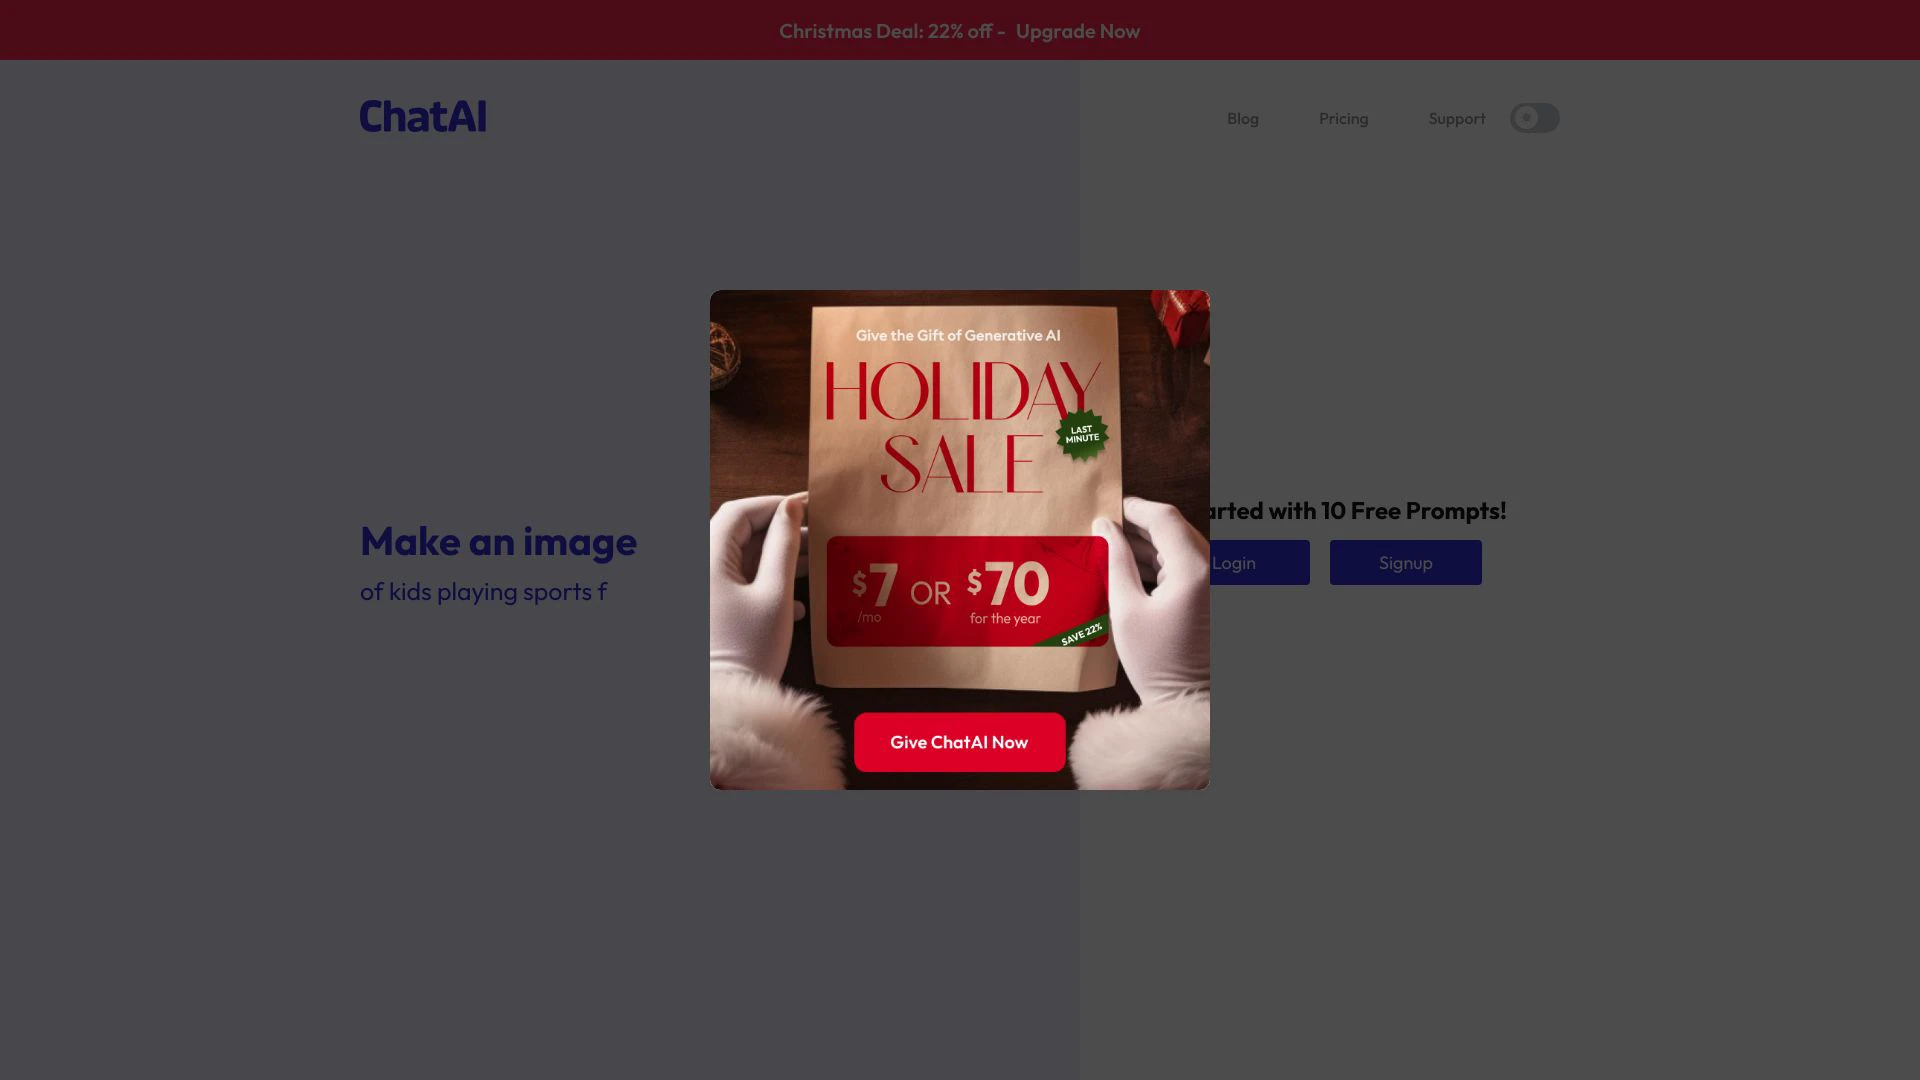 Christmas Deal: 22% off - Upgrade Now
ChatAI
Blog
Pricing
Support
Give the Gift of Generative AI
HOLIDAY
SALE
LAST
MINUTE
$7 OR $70
/mo
for the year
SAVE 22%
Give ChatAI Now
Make an image
of kids playing sports f
arted with 10 Free Prompts!
Login
Signup